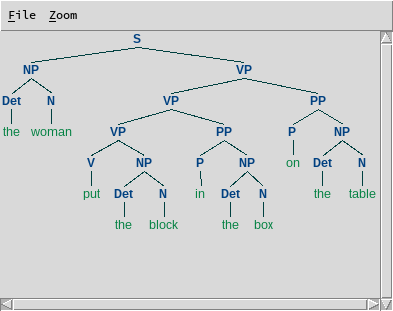 File Zoom
S
NP VP
Det N VP PP
the woman VP PP P NP
V NP P NP on Det N
put Det N in Det N the table
the block the box